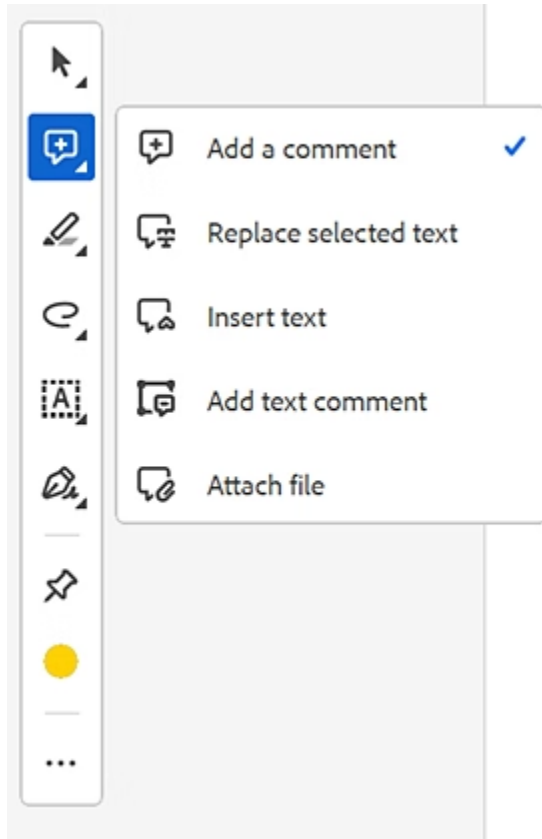 Add a comment
Replace selected text
Insert text
A
Add text comment
Attach file